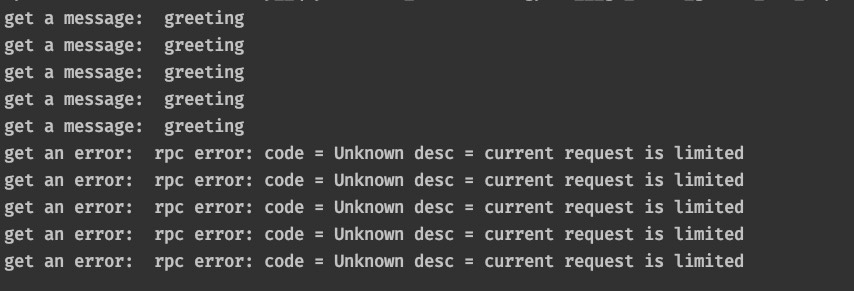 get a message:  greeting
get a message:  greeting
get a message:  greeting
get a message:  greeting
get a message:  greeting
get an error:  rpc error: code = Unknown desc = current request is limited
get an error:  rpc error: code = Unknown desc = current request is limited
get an error:  rpc error: code = Unknown desc = current request is limited
get an error:  rpc error: code = Unknown desc = current request is limited
get an error:  rpc error: code = Unknown desc = current request is limited